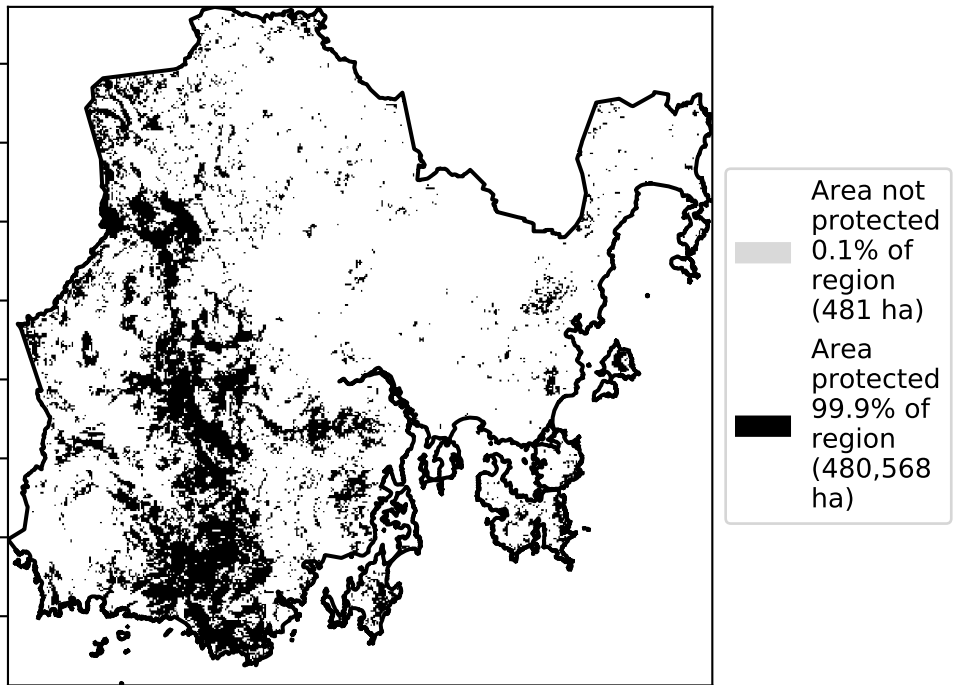 Area not
protected
0.1% of
region
(481 ha)
Area
protected
99.9% of
region
(480,568
ha)